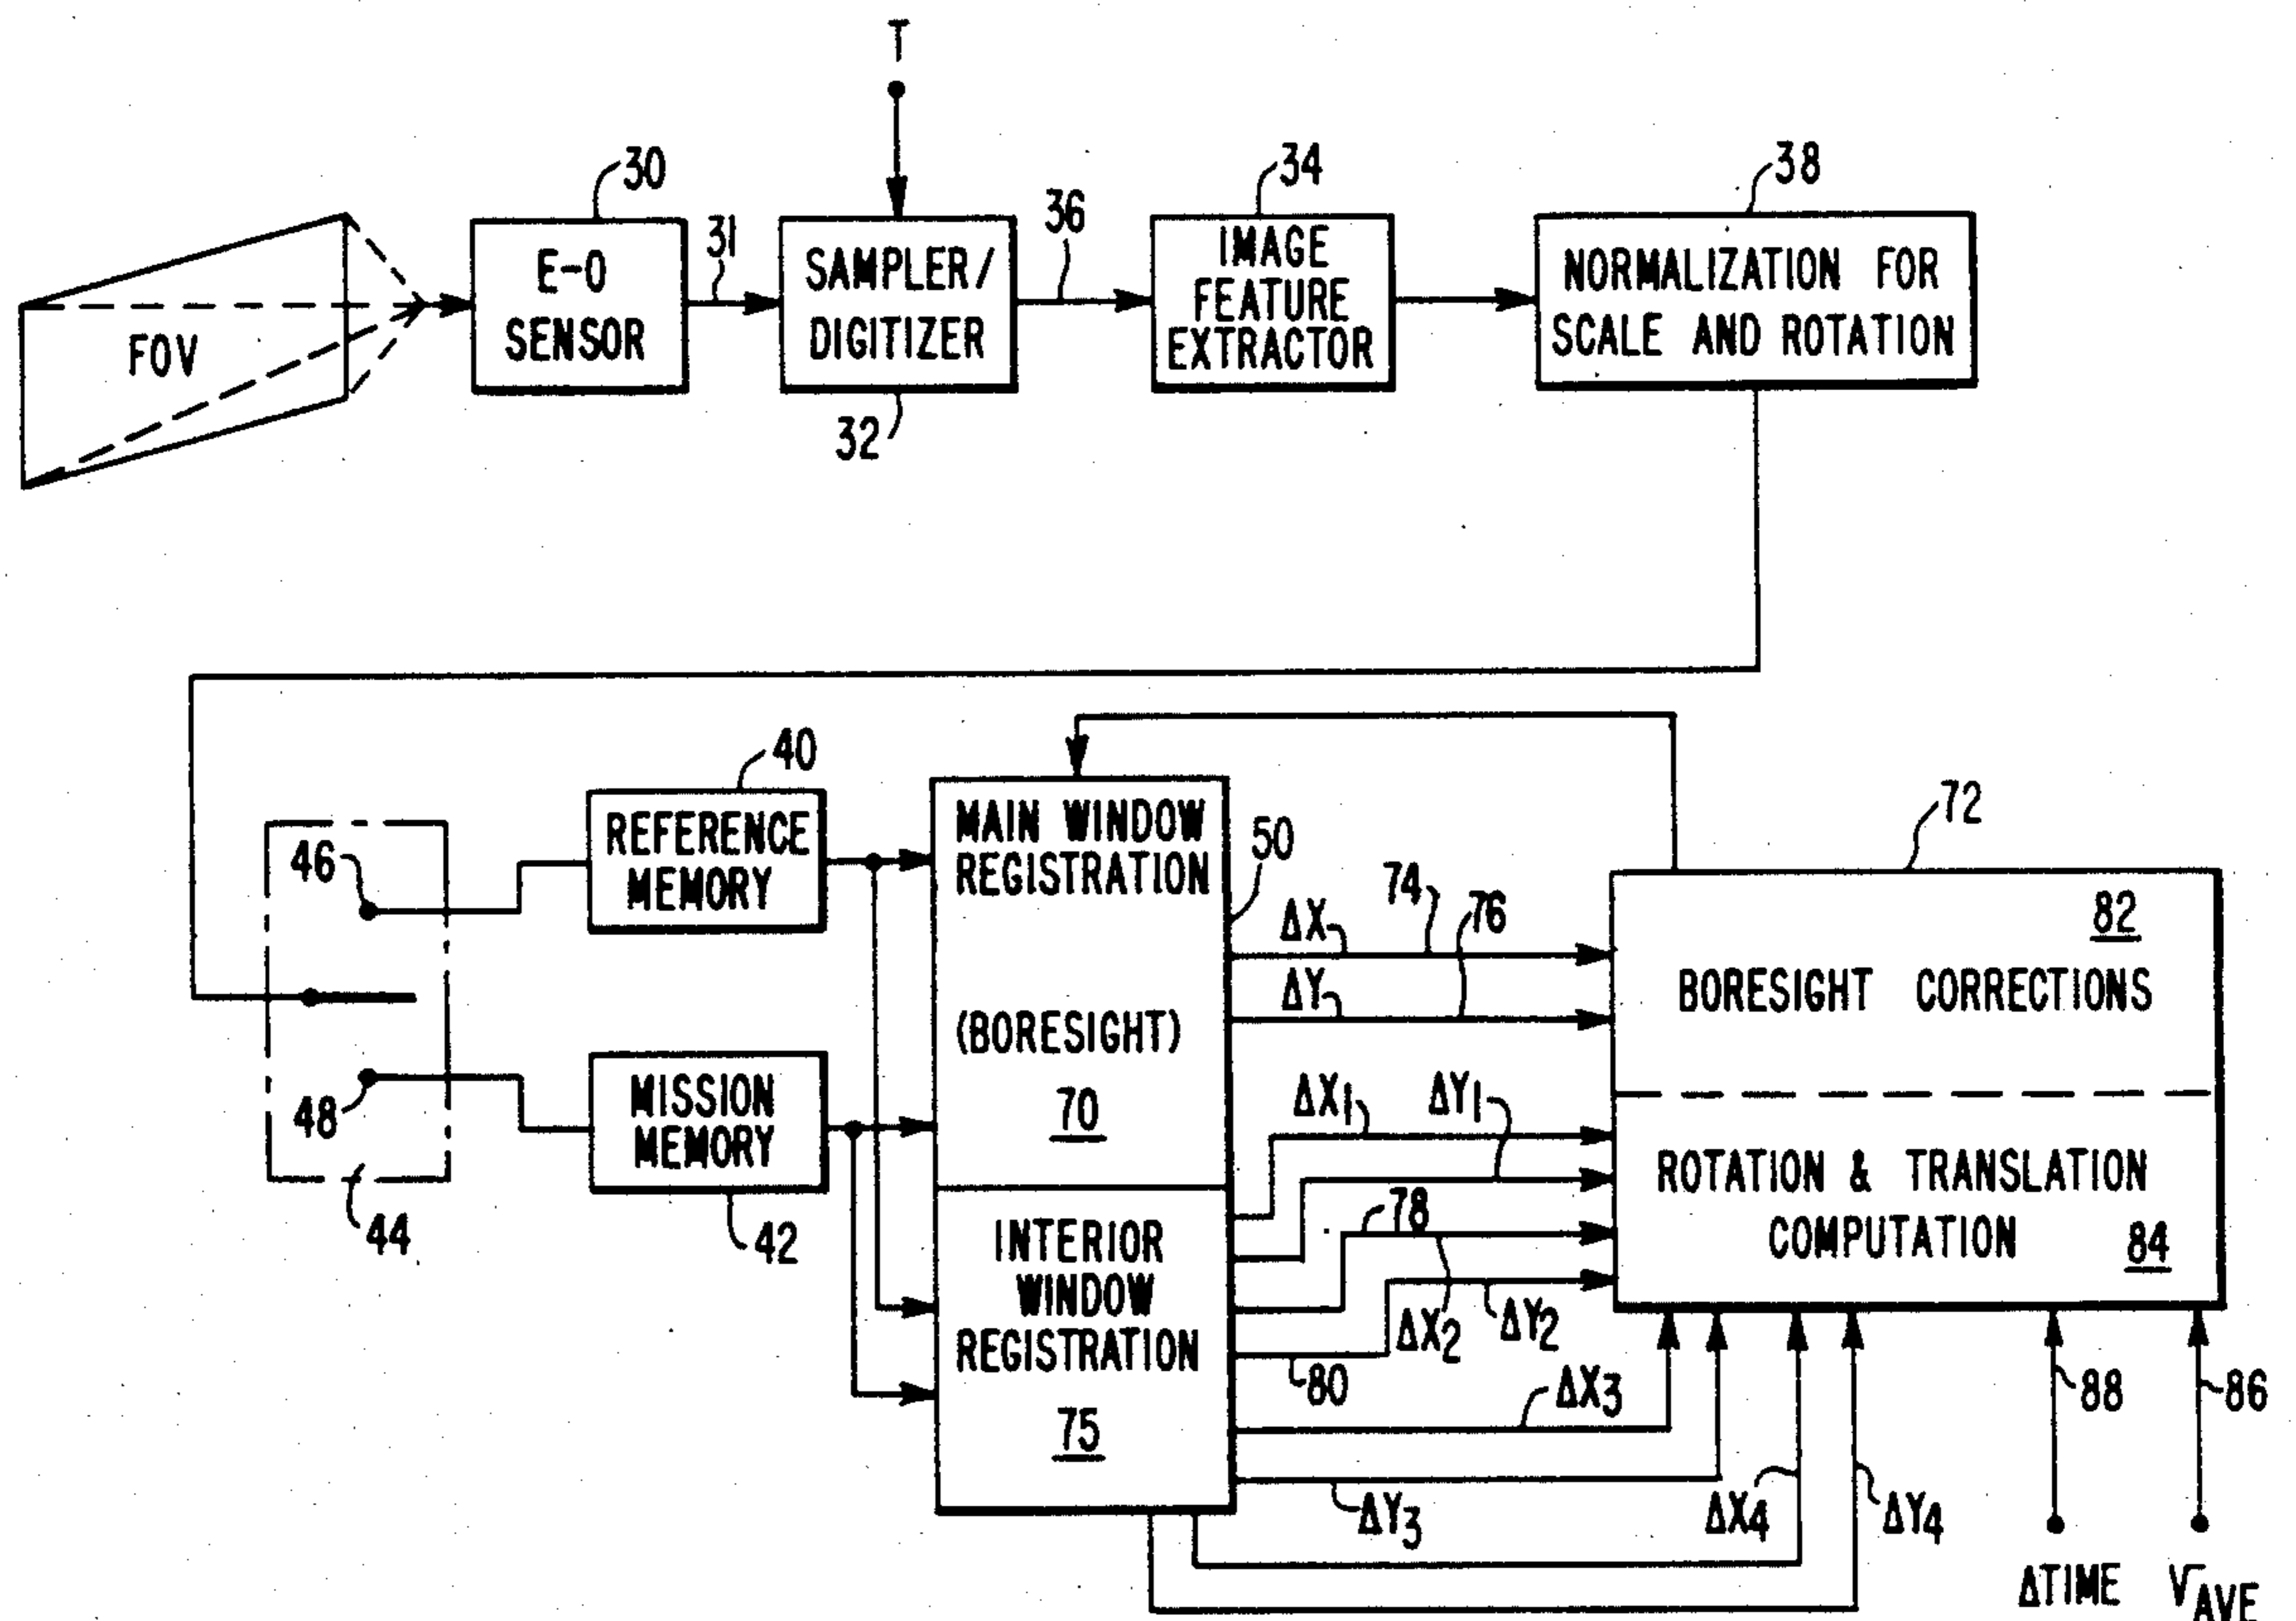 T
30
31
36
34
38
FOV
E-O
SENSOR
SAMPLER/
DIGITIZER
IMAGE
FEATURE
EXTRACTOR
NORMALIZATION FOR
SCALE AND ROTATION
32
40
REFERENCE
MEMORY
46
48
44
MISSION
MEMORY
42
MAIN WINDOW
REGISTRATION
(BORESIGHT)
70
50
INTERIOR
WINDOW
REGISTRATION
75
72
74
76
ΔX
ΔY
82
BORESIGHT CORRECTIONS
ΔX1
ΔY1
78
ΔX2
ΔY2
80
ROTATION & TRANSLATION
COMPUTATION
84
ΔX3
ΔY3
ΔX4
ΔY4
88
86
ΔTIME
VAVE